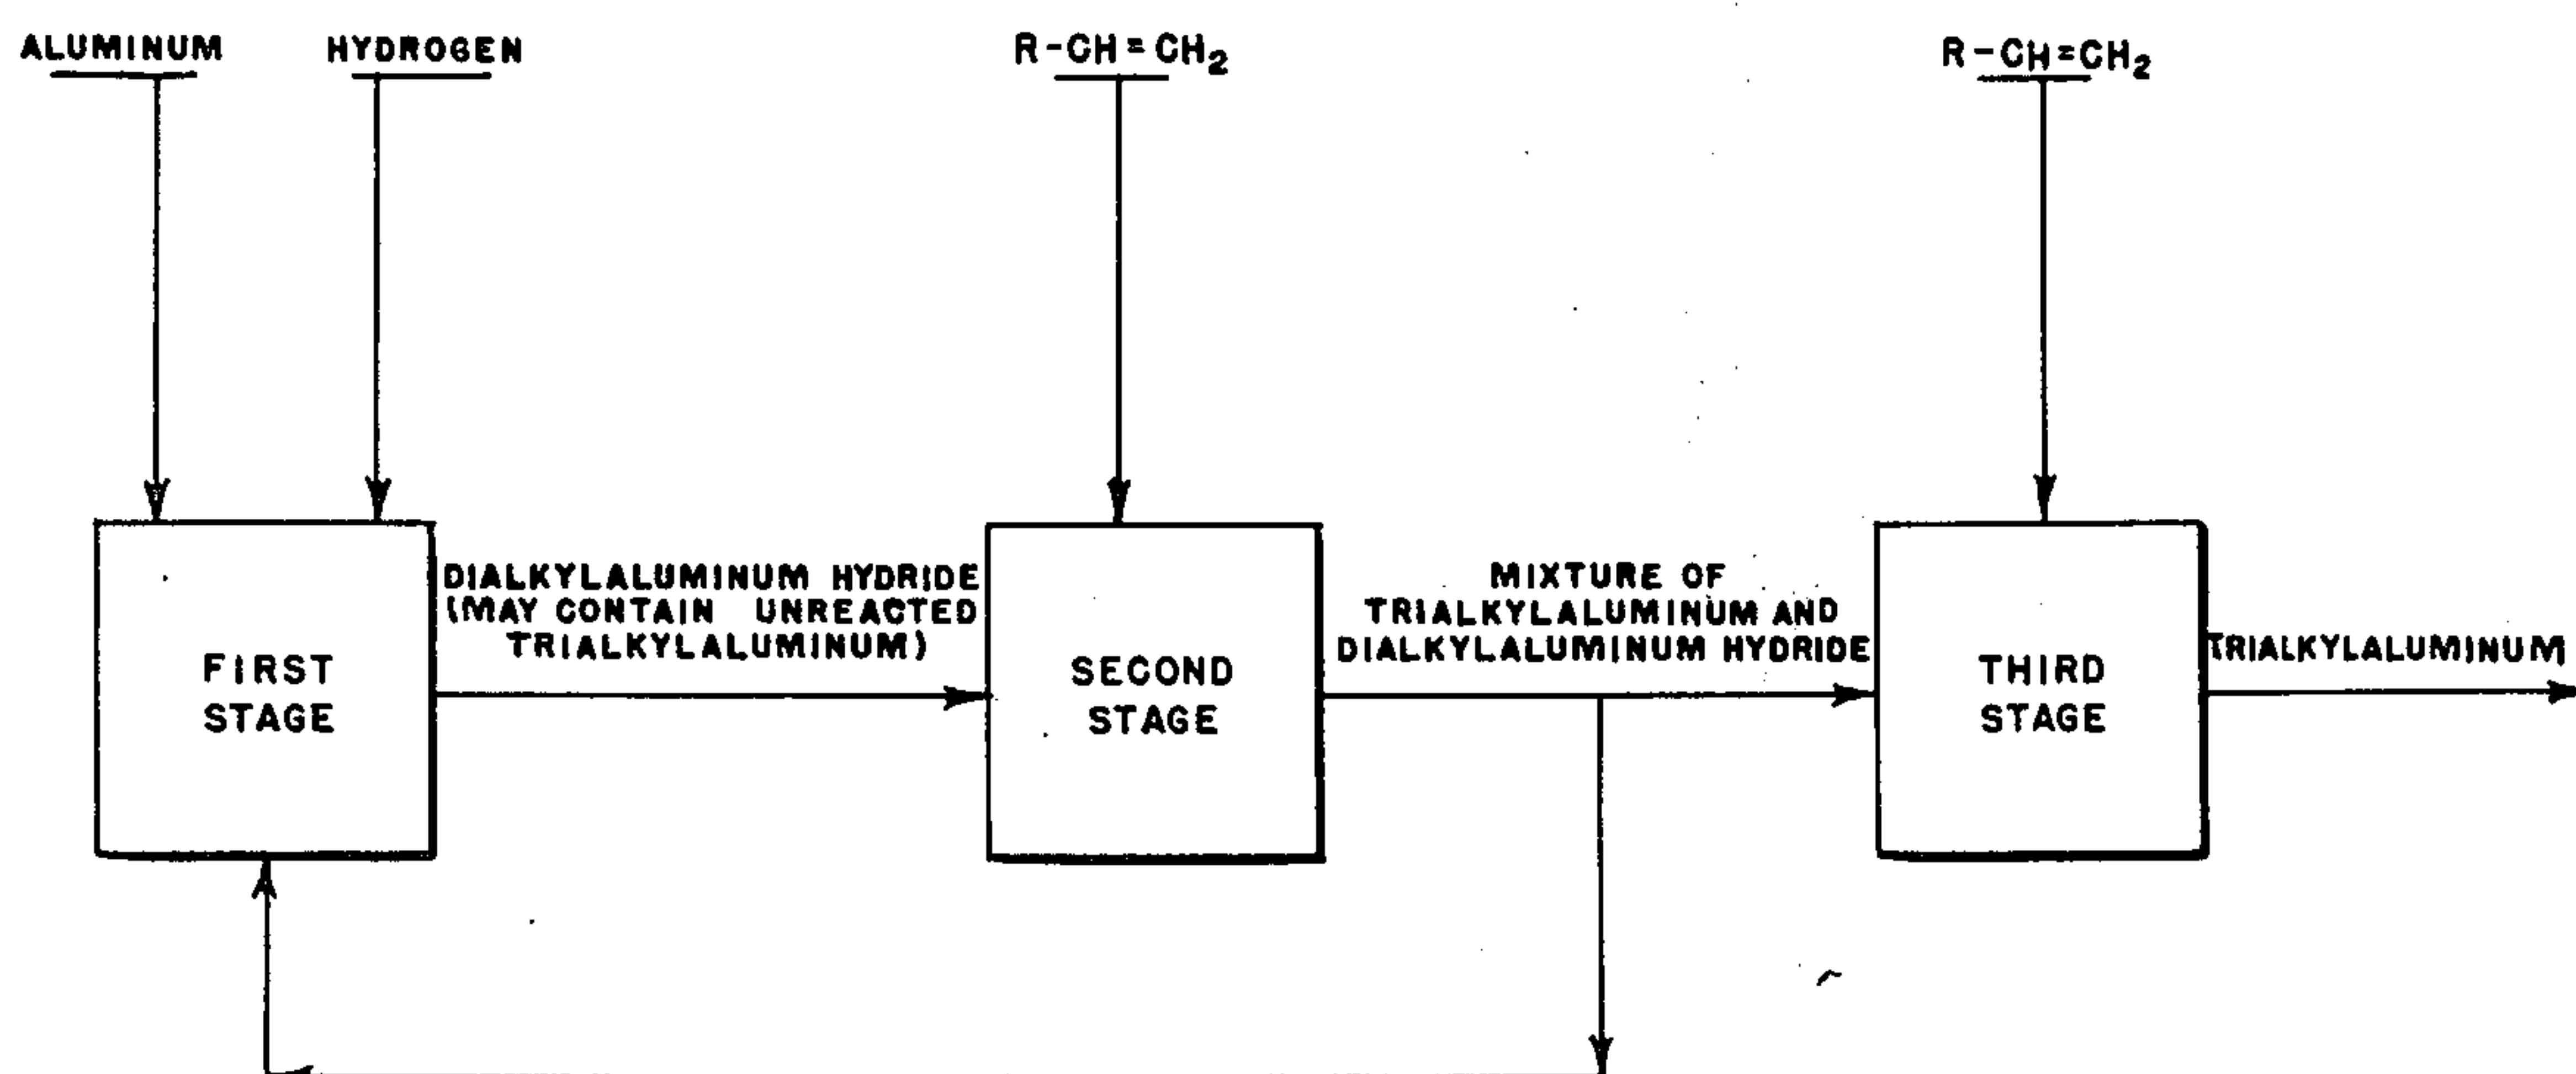 ALUMINUM
HYDROGEN
R-CH=CH₂
R-CH=CH₂
DIALKYLALUMINUM HYDRIDE
(MAY CONTAIN UNREACTED
TRIALKYLALUMINUM)
MIXTURE OF
TRIALKYLALUMINUM AND
DIALKYLALUMINUM HYDRIDE
TRIALKYLALUMINUM
FIRST
STAGE
SECOND
STAGE
THIRD
STAGE